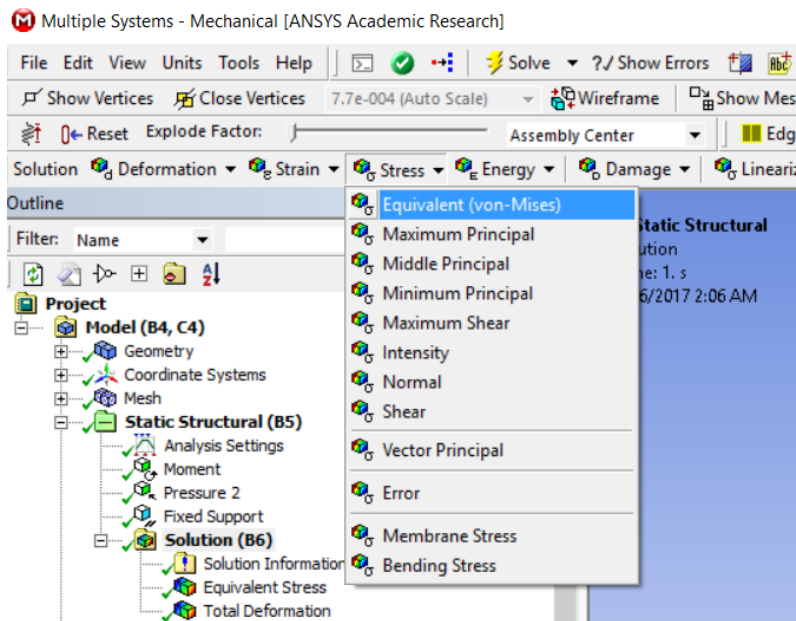 Multiple Systems - Mechanical [ANSYS Academic Research]
File Edit View Units Tools Help Solve ?/ Show Errors
Show Vertices Close Vertices 7.7e-004 (Auto Scale) Wireframe Show Mes
Reset Explode Factor: Assembly Center Edg
Solution Deformation Strain Stress Energy Damage Lineariz
Outline
Filter: Name
Project
Model (B4, C4)
Geometry
Coordinate Systems
Mesh
Static Structural (B5)
Analysis Settings
Moment
Pressure 2
Fixed Support
Solution (B6)
Solution Information
Equivalent Stress
Total Deformation
Equivalent (von-Mises)
Maximum Principal
Middle Principal
Minimum Principal
Maximum Shear
Intensity
Normal
Shear
Vector Principal
Error
Membrane Stress
Bending Stress
Static Structural
ution
e: 1. s
6/2017 2:06 AM